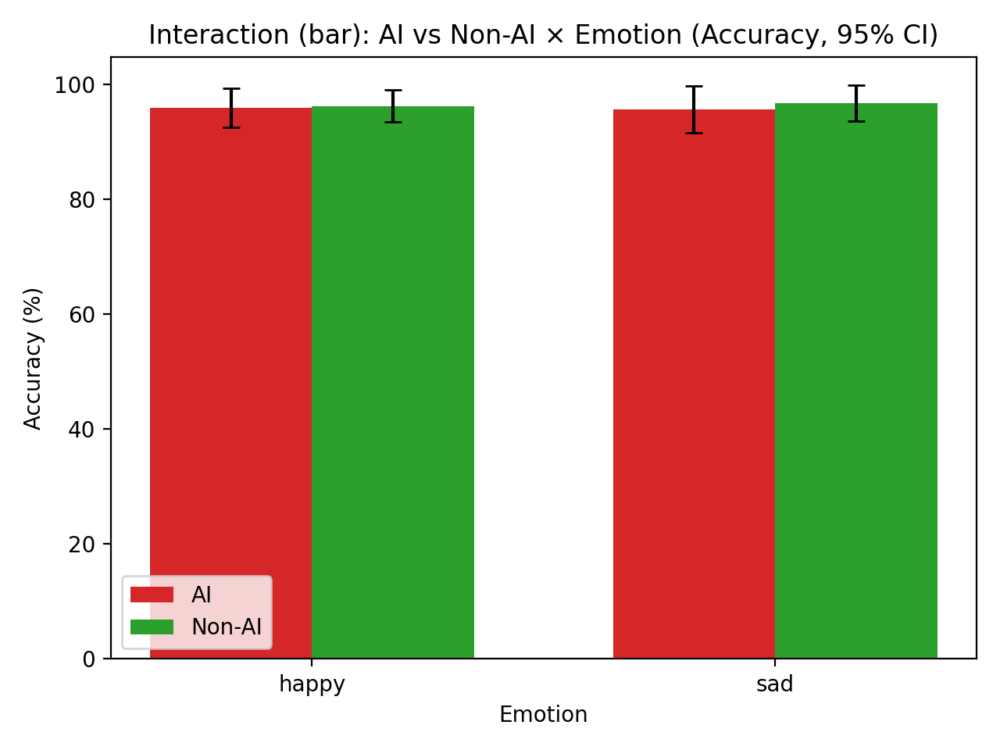 Interaction (bar): AI vs Non-AI × Emotion (Accuracy, 95% CI)
Accuracy (%)
100
80
60
40
20
0
AI
Non-AI
happy
sad
Emotion